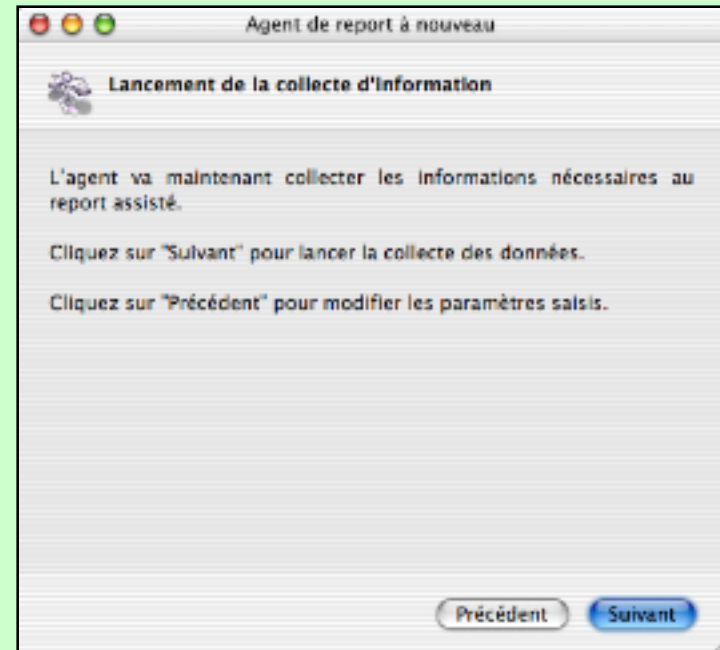 Agent de report à nouveau
Lancement de la collecte d'information
L'agent va maintenant collecter les informations nécessaires au
report assisté.
Cliquez sur "Suivant" pour lancer la collecte des données.
Cliquez sur "Précédent" pour modifier les paramètres saisis.
Précédent Suivant